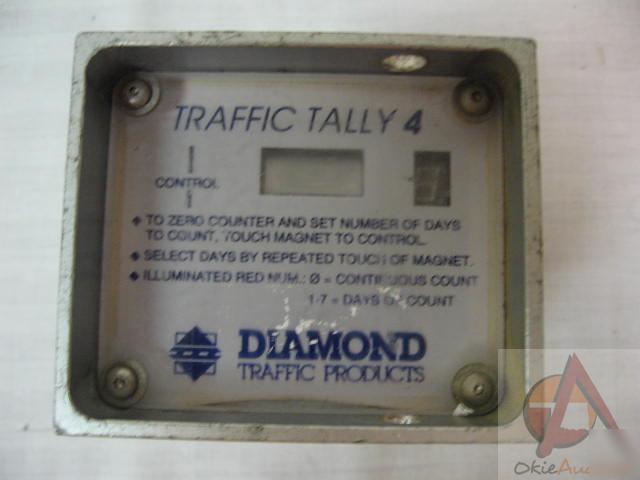 TRAFFIC TALLY 4
CONTROL
◆ TO ZERO COUNTER AND SET NUMBER OF DAYS
TO COUNT, TOUCH MAGNET TO CONTROL.
◆ SELECT DAYS BY REPEATED TOUCH OF MAGNET.
◆ ILLUMINATED RED NUM.: Ø = CONTINUOUS COUNT
1-7 = DAYS OF COUNT
DIAMOND
TRAFFIC PRODUCTS